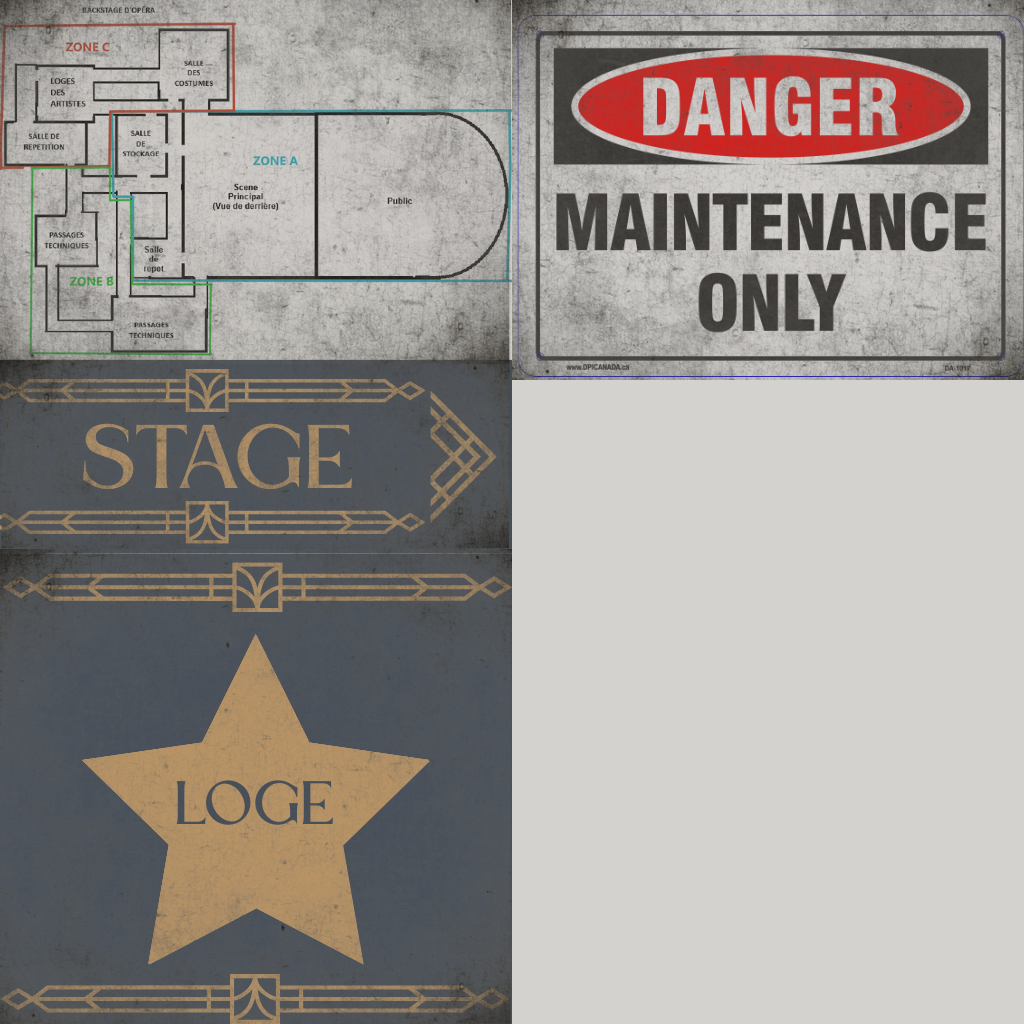 BACKSTAGE D'OPÉRA
ZONE C
SALLE
DES
COSTUMES
LOGES
DES
ARTISTES
SALLE DE
REPETITION
SALLE
DE
STOCKAGE
ZONE A
Scene
Principal
(Vue de derrière)
Public
PASSAGES
TECHNIQUES
Salle
de
repot
ZONE B
PASSAGES
TECHNIQUES
DANGER
MAINTENANCE
ONLY
www.DPICANADA.ca
STAGE
LOGE